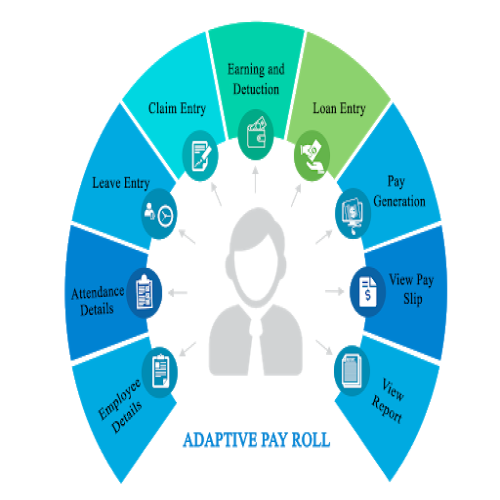 Earning and
Detuction
Claim Entry
Loan Entry
Leave Entry
Pay
Generation
Attendance
Details
View Pay
Slip
Employee
Details
View
Report
ADAPTIVE PAY ROLL